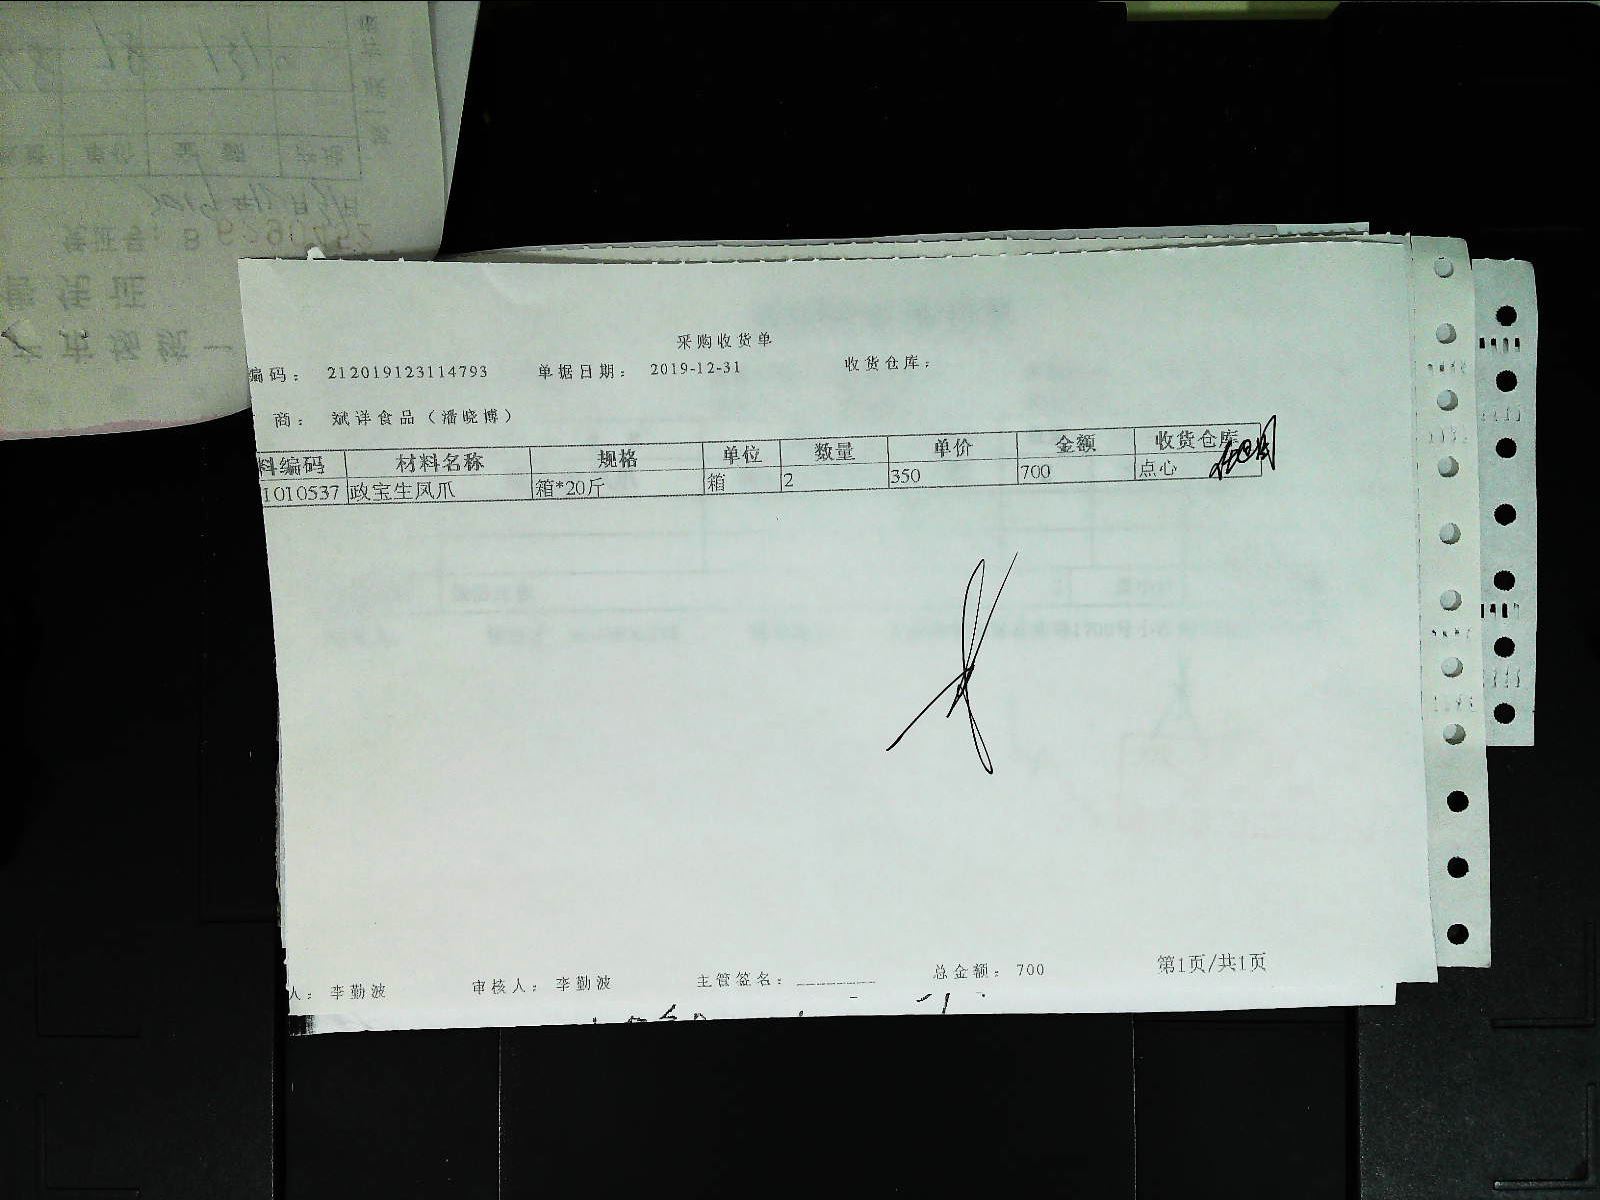 采购收货单
编码： 212019123114793 单据日期： 2019-12-31 收货仓库：
商： 斌详食品（潘晓博）
料编码 材料名称 规格 单位 数量 单价 金额 收货仓库
1010537 政宝生凤爪 箱*20斤 箱 2 350 700 点心
人： 李勤波 审核人： 李勤波 主管签名： ________ 总金额： 700 第1页/共1页